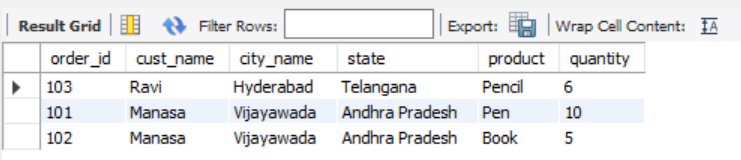 Result Grid Filter Rows: Export: Wrap Cell Content: IA
order_id cust_name city_name state product quantity
103 Ravi Hyderabad Telangana Pencil 6
101 Manasa Vijayawada Andhra Pradesh Pen 10
102 Manasa Vijayawada Andhra Pradesh Book 5